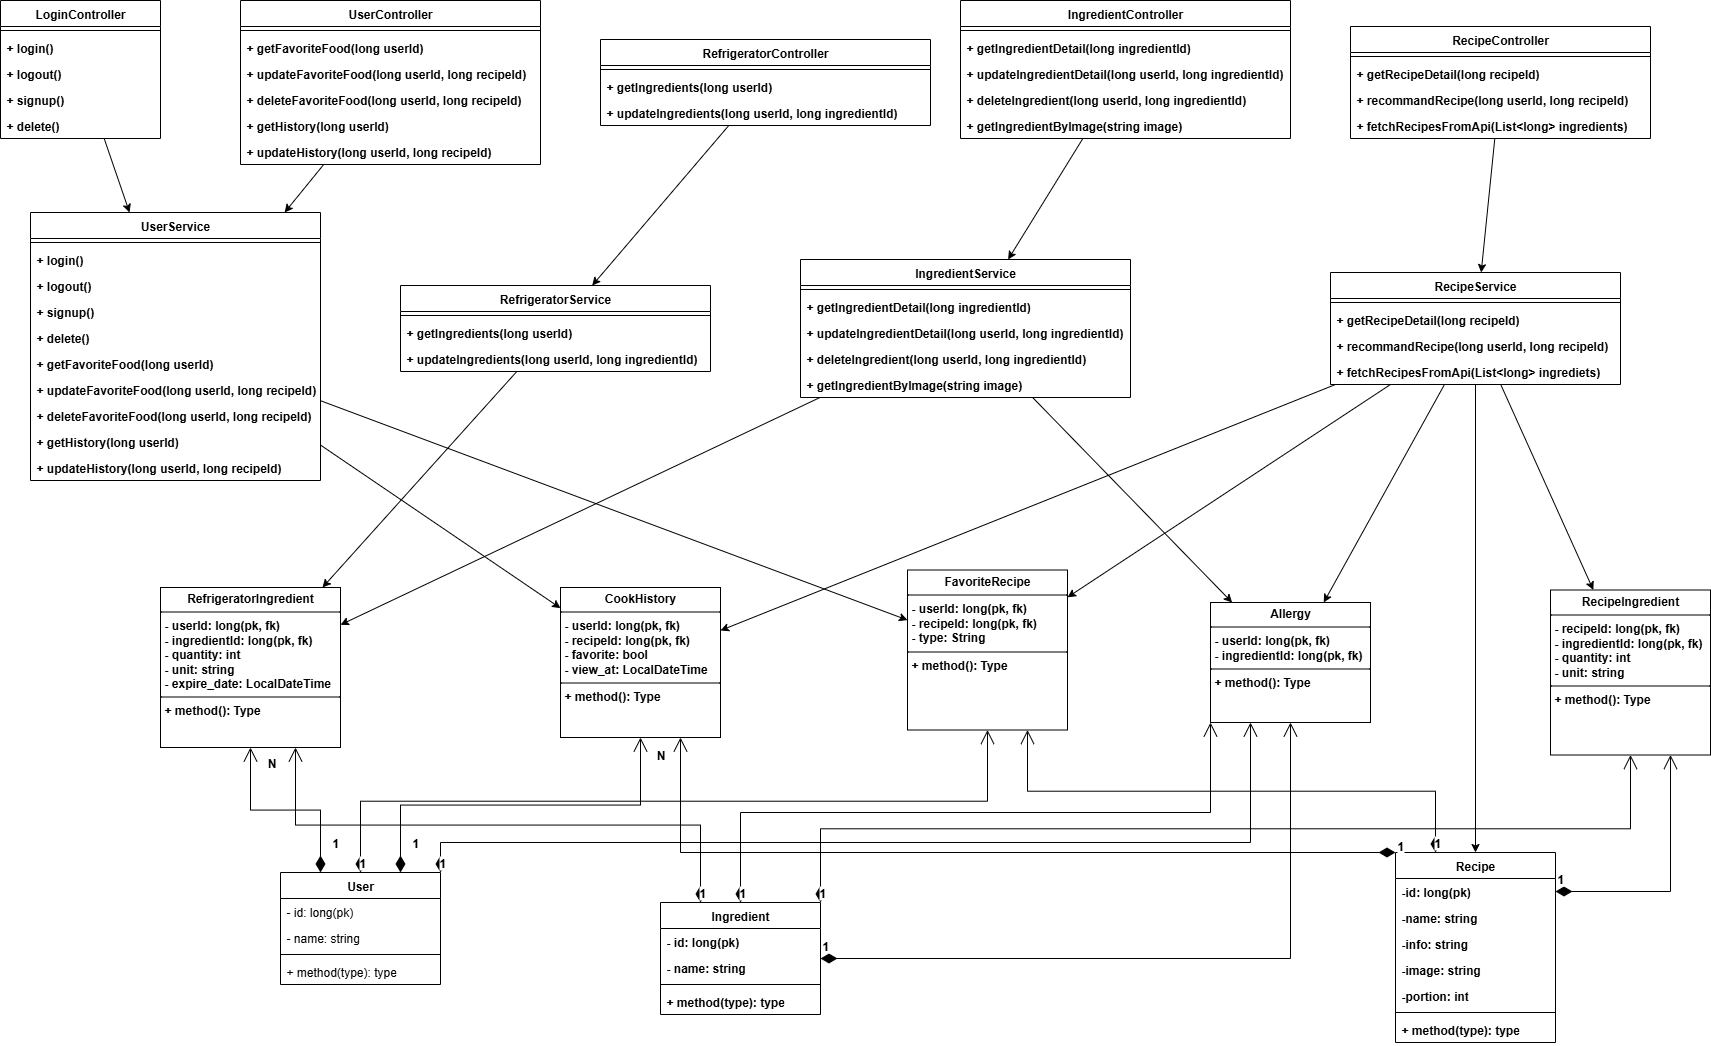 LoginController
+ login()
+ logout()
+ signup()
+ delete()
UserController
+ getFavoriteFood(long userId)
+ updateFavoriteFood(long userId, long recipeId)
+ deleteFavoriteFood(long userId, long recipeId)
+ getHistory(long userId)
+ updateHistory(long userId, long recipeId)
RefrigeratorController
+ getIngredients(long userId)
+ updateIngredients(long userId, long ingredientId)
IngredientController
+ getIngredientDetail(long ingredientId)
+ updateIngredientDetail(long userId, long ingredientId)
+ deleteIngredient(long userId, long ingredientId)
+ getIngredientByImage(string image)
RecipeController
+ getRecipeDetail(long recipeId)
+ recommandRecipe(long userId, long recipeId)
+ fetchRecipesFromApi(List<long> ingredients)
UserService
+ login()
+ logout()
+ signup()
+ delete()
+ getFavoriteFood(long userId)
+ updateFavoriteFood(long userId, long recipeId)
+ deleteFavoriteFood(long userId, long recipeId)
+ getHistory(long userId)
+ updateHistory(long userId, long recipeId)
RefrigeratorService
+ getIngredients(long userId)
+ updateIngredients(long userId, long ingredientId)
IngredientService
+ getIngredientDetail(long ingredientId)
+ updateIngredientDetail(long userId, long ingredientId)
+ deleteIngredient(long userId, long ingredientId)
+ getIngredientByImage(string image)
RecipeService
+ getRecipeDetail(long recipeId)
+ recommandRecipe(long userId, long recipeId)
+ fetchRecipesFromApi(List<long> ingrediets)
RefrigeratorIngredient
- userId: long(pk, fk)
- ingredientId: long(pk, fk)
- quantity: int
- unit: string
- expire_date: LocalDateTime
+ method(): Type
CookHistory
- userId: long(pk, fk)
- recipeId: long(pk, fk)
- favorite: bool
- view_at: LocalDateTime
+ method(): Type
FavoriteRecipe
- userId: long(pk, fk)
- recipeId: long(pk, fk)
- type: String
+ method(): Type
Allergy
- userId: long(pk, fk)
- ingredientId: long(pk, fk)
+ method(): Type
RecipeIngredient
- recipeId: long(pk, fk)
- ingredientId: long(pk, fk)
- quantity: int
- unit: string
+ method(): Type
N
N
1
1
1
1
User
- id: long(pk)
- name: string
+ method(type): type
1
1
1
1
Ingredient
- id: long(pk)
- name: string
+ method(type): type
1
1
1
Recipe
-id: long(pk)
-name: string
-info: string
-image: string
-portion: int
+ method(type): type